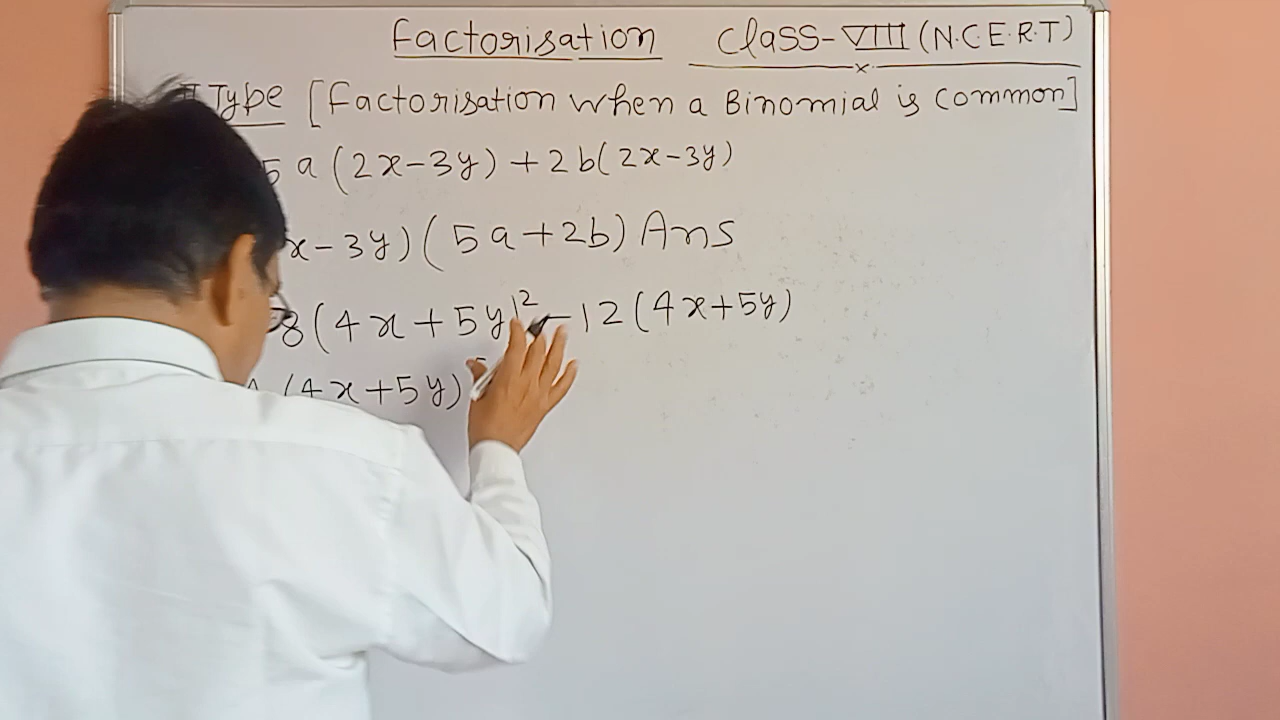 Factorisation Class-VIII (N.C.E.R.T)
Type [Factorisation when a Binomial is common]
5a(2x-3y)+2b(2x-3y)
x-3y)(5a+2b) Ans
8(4x+5y)²-12(4x+5y)
(4x+5y)